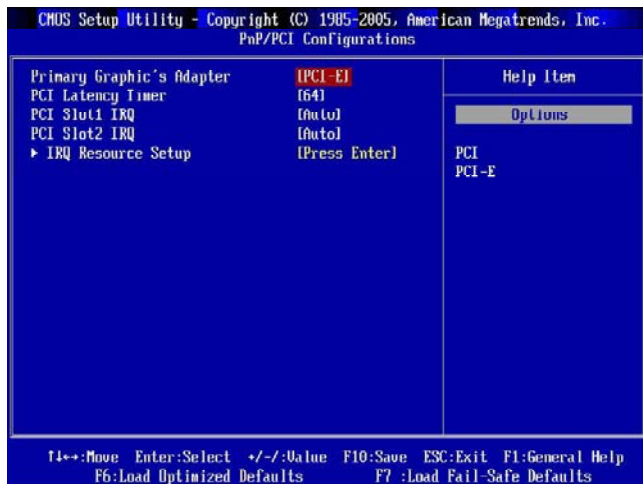 CMOS Setup Utility - Copyright (C) 1985-2005, American Megatrends, Inc.
PnP/PCI Configurations
Primary Graphic's Adapter [PCI-E]
PCI Latency Timer [64]
PCI Slot1 IRQ [Auto]
PCI Slot2 IRQ [Auto]
▶ IRQ Resource Setup [Press Enter]
Help Item
Options
PCI
PCI-E
↑↓←→:Move Enter:Select +/-/:Value F10:Save ESC:Exit F1:General Help
F6:Load Optimized Defaults F7 :Load Fail-Safe Defaults